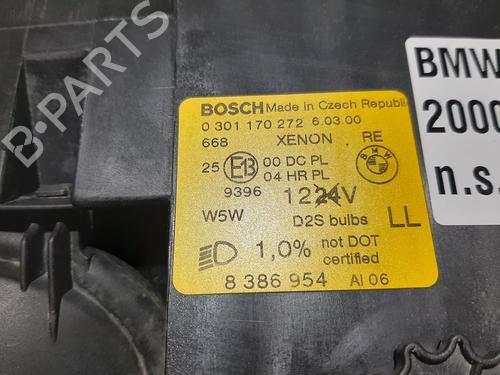 B-PARTS
BOSCH Made in Czech Republic
0 301 170 272 6.03.00
668 XENON RE
BMW
25 00 DC PL
04 HR PL
9396
1224V
W5W D2S bulbs LL
1,0% not DOT
certified
8 386 954 AI 06
BMW
2000
n.s.